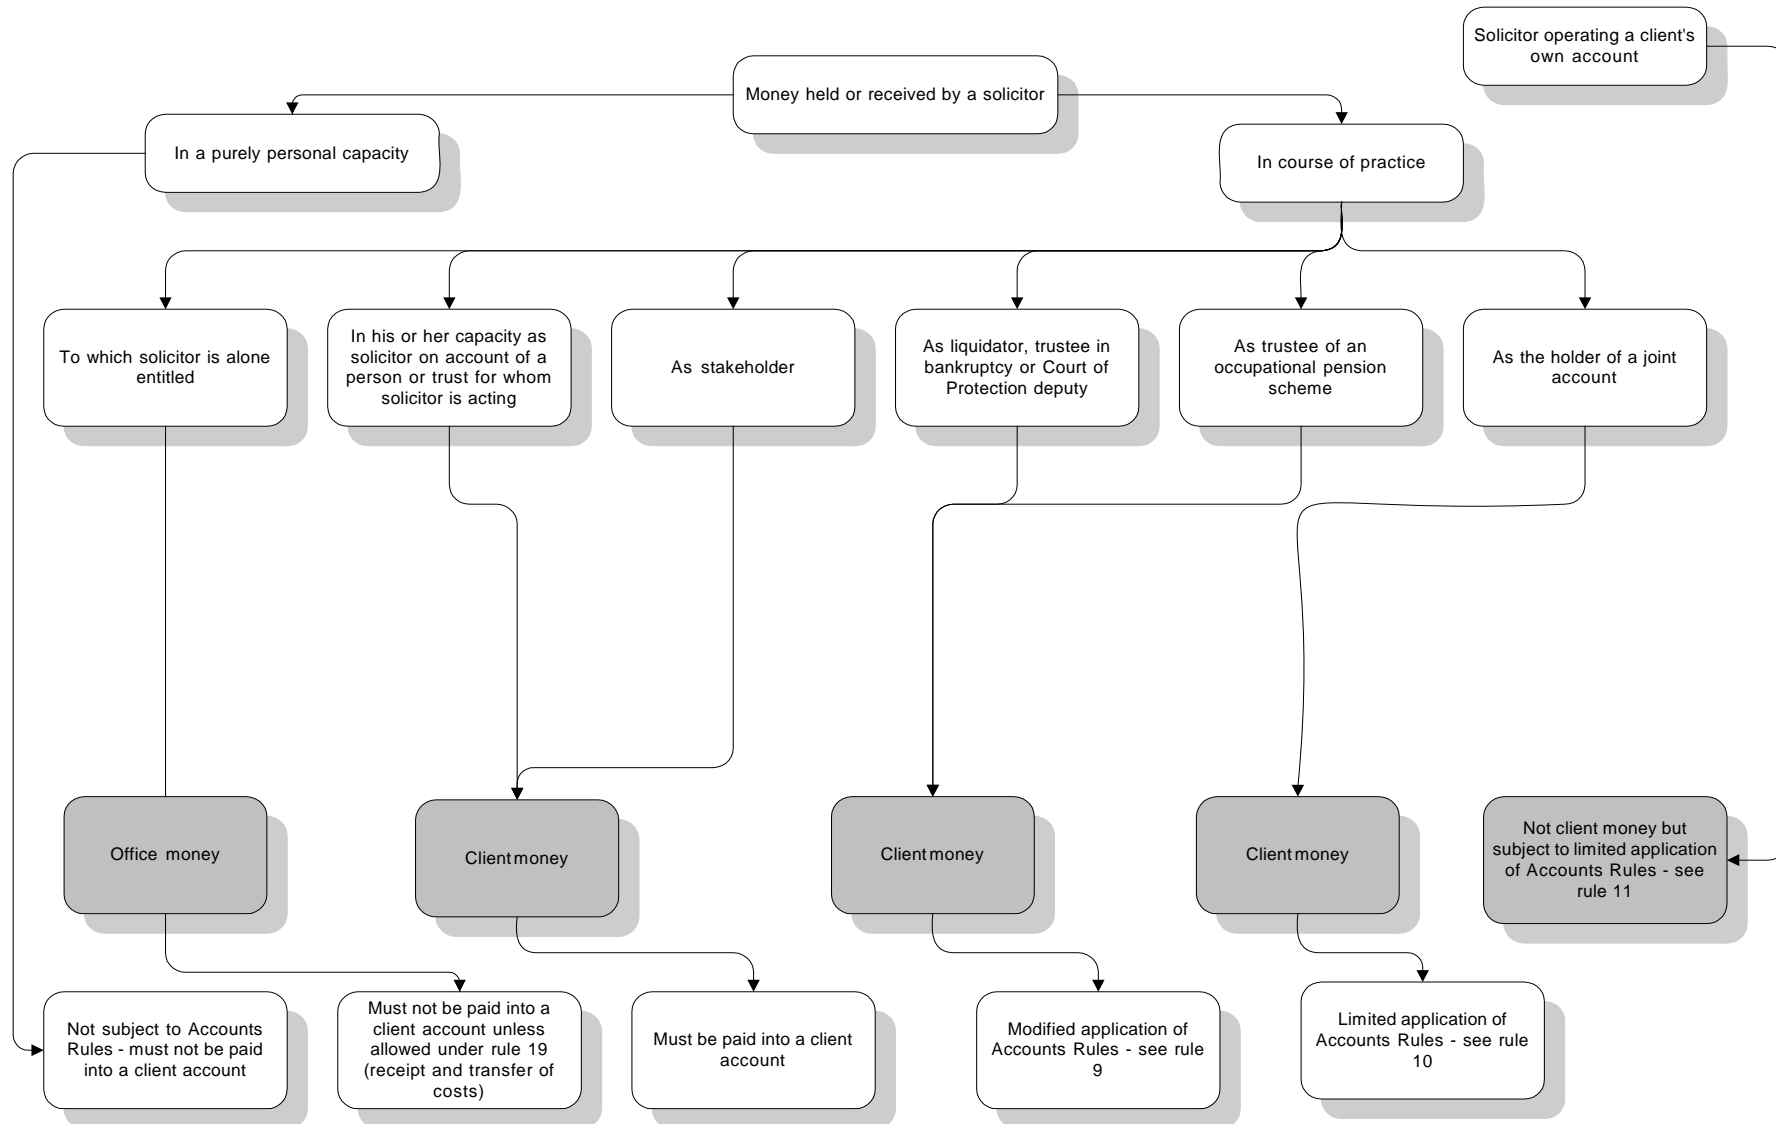 Solicitor operating a client's
own account
Money held or received by a solicitor
In a purely personal capacity
In course of practice
To which solicitor is alone
entitled
In his or her capacity as
solicitor on account of a
person or trust for whom
solicitor is acting
As stakeholder
As liquidator, trustee in
bankruptcy or Court of
Protection deputy
As trustee of an
occupational pension
scheme
As the holder of a joint
account
Office money
Client money
Client money
Client money
Not client money but
subject to limited application
of Accounts Rules - see
rule 11
Not subject to Accounts
Rules - must not be paid
into a client account
Must not be paid into a
client account unless
allowed under rule 19
(receipt and transfer of
costs)
Must be paid into a client
account
Modified application of
Accounts Rules - see rule
9
Limited application of
Accounts Rules - see rule
10